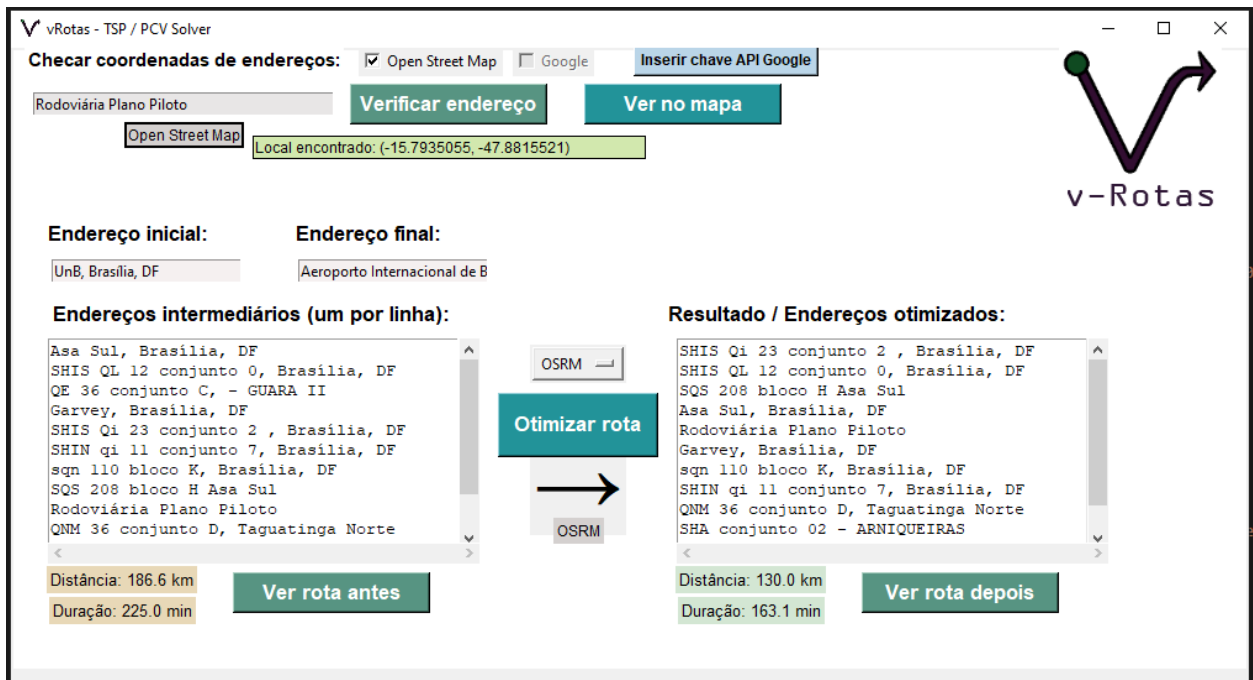 vRotas - TSP / PCV Solver
Checar coordenadas de endereços:
Open Street Map
Google
Inserir chave API Google
Rodoviária Plano Piloto
Verificar endereço
Ver no mapa
Open Street Map
Local encontrado: (-15.7935055, -47.8815521)
v-Rotas
Endereço inicial:
Endereço final:
UnB, Brasília, DF
Aeroporto Internacional de B
Endereços intermediários (um por linha):
Asa Sul, Brasília, DF
SHIS QL 12 conjunto 0, Brasília, DF
QE 36 conjunto C, - GUARA II
Garvey, Brasília, DF
SHIS Qi 23 conjunto 2 , Brasília, DF
SHIN qi 11 conjunto 7, Brasília, DF
sqn 110 bloco K, Brasília, DF
SQS 208 bloco H Asa Sul
Rodoviária Plano Piloto
QNM 36 conjunto D, Taguatinga Norte
Distância: 186.6 km
Duração: 225.0 min
Ver rota antes
OSRM
Otimizar rota
OSRM
Resultado / Endereços otimizados:
SHIS Qi 23 conjunto 2 , Brasília, DF
SHIS QL 12 conjunto 0, Brasília, DF
SQS 208 bloco H Asa Sul
Asa Sul, Brasília, DF
Rodoviária Plano Piloto
Garvey, Brasília, DF
sqn 110 bloco K, Brasília, DF
SHIN qi 11 conjunto 7, Brasília, DF
QNM 36 conjunto D, Taguatinga Norte
SHA conjunto 02 - ARNIQUEIRAS
Distância: 130.0 km
Duração: 163.1 min
Ver rota depois